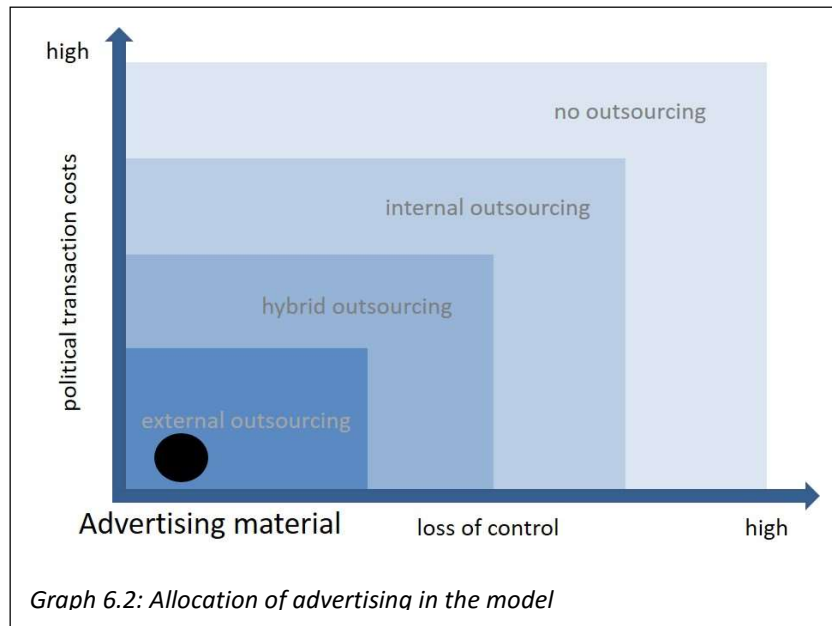 high
no outsourcing
internal outsourcing
hybrid outsourcing
external outsourcing
political transaction costs
Advertising material
loss of control
high
Graph 6.2: Allocation of advertising in the model